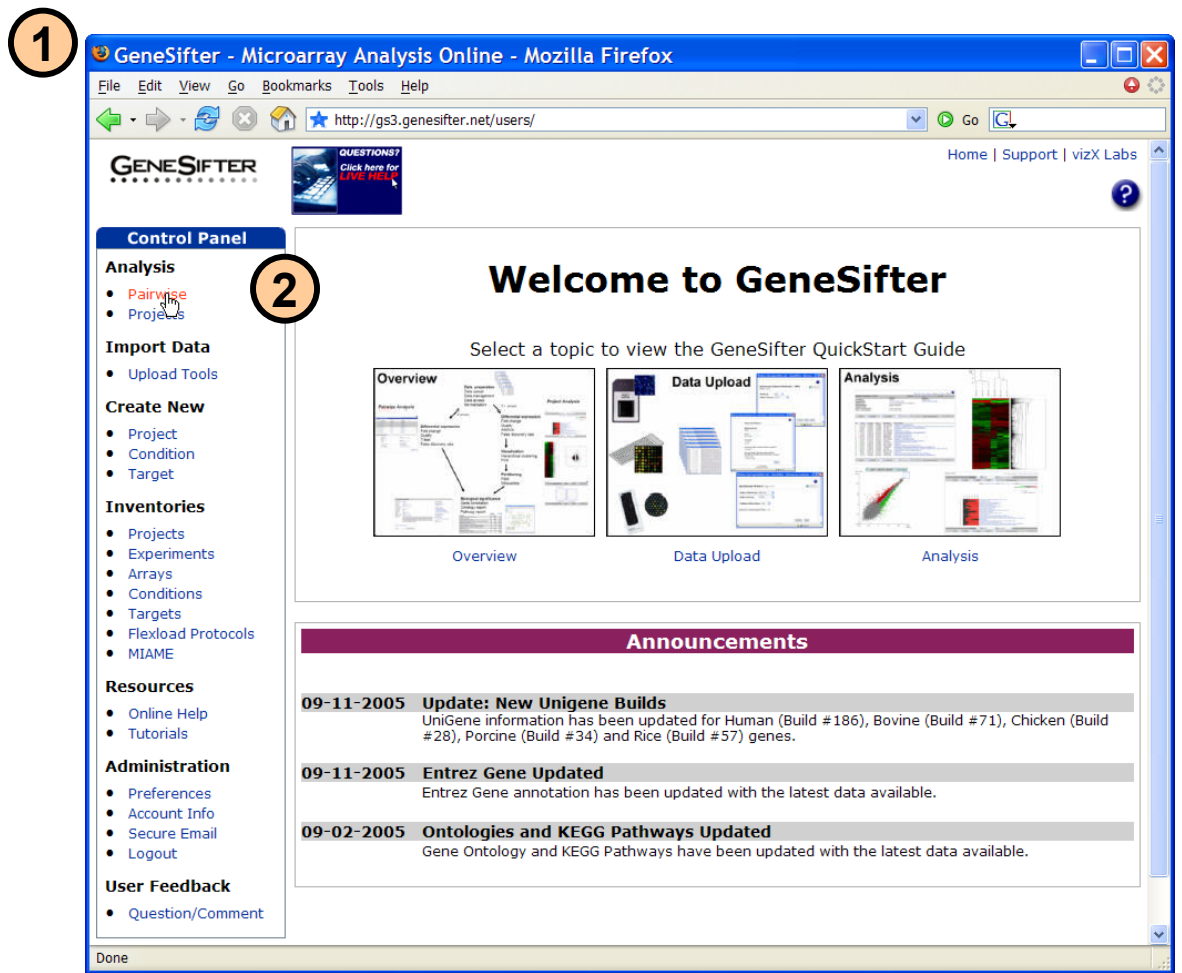 1
GeneSifter - Microarray Analysis Online - Mozilla Firefox
File Edit View Go Bookmarks Tools Help
http://gs3.genesifter.net/users/
Go
G
GENESIFTER
QUESTIONS?
Click here for
LIVE HELP
Home | Support | vizX Labs
?
Control Panel
Analysis
2
• Pairwise
• Projects
Import Data
• Upload Tools
Create New
• Project
• Condition
• Target
Inventories
• Projects
• Experiments
• Arrays
• Conditions
• Targets
• Flexload Protocols
• MIAME
Resources
• Online Help
• Tutorials
Administration
• Preferences
• Account Info
• Secure Email
• Logout
User Feedback
• Question/Comment
Welcome to GeneSifter
Select a topic to view the GeneSifter QuickStart Guide
Overview
Data Upload
Analysis
Overview
Data Upload
Analysis
Announcements
09-11-2005 Update: New Unigene Builds
UniGene information has been updated for Human (Build #186), Bovine (Build #71), Chicken (Build
#28), Porcine (Build #34) and Rice (Build #57) genes.
09-11-2005 Entrez Gene Updated
Entrez Gene annotation has been updated with the latest data available.
09-02-2005 Ontologies and KEGG Pathways Updated
Gene Ontology and KEGG Pathways have been updated with the latest data available.
Done